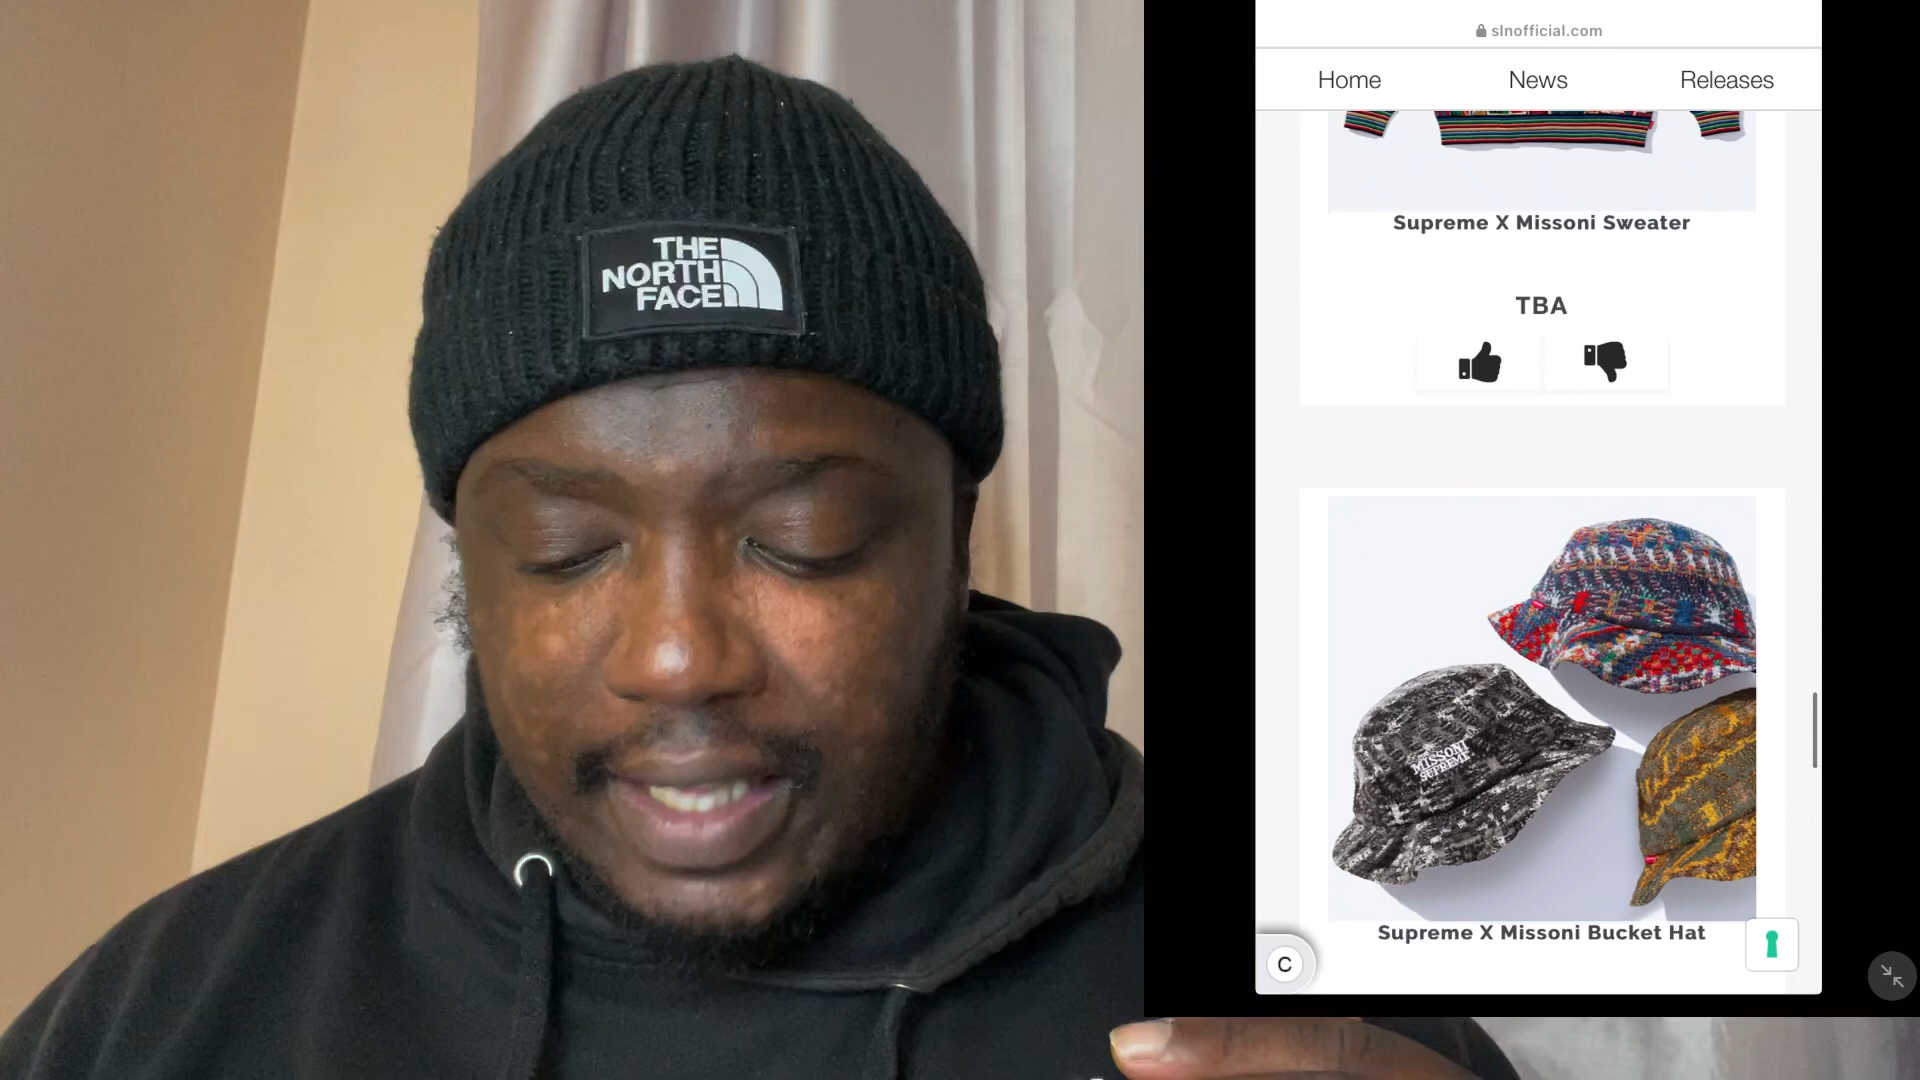 THE
NORTH
FACE
slnofficial.com
Home News Releases
Supreme X Missoni Sweater
TBA
MISSONI
SUPREME
Supreme X Missoni Bucket Hat
C